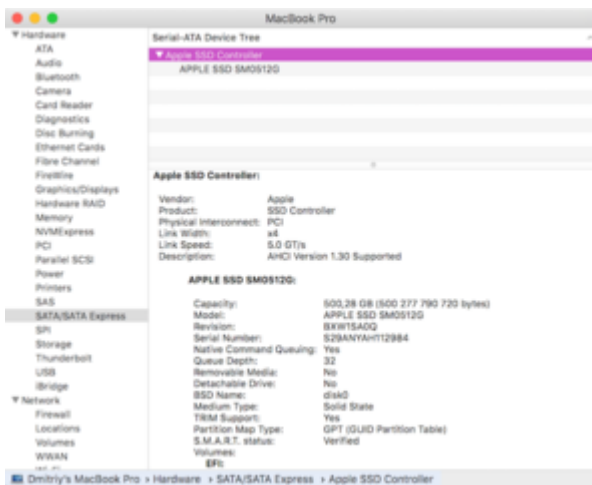 MacBook Pro
Hardware
ATA
Audio
Bluetooth
Camera
Card Reader
Diagnostics
Disc Burning
Ethernet Cards
Fibre Channel
FireWire
Graphics/Displays
Hardware RAID
Memory
NVMExpress
PCI
Parallel SCSI
Power
Printers
SAS
SATA/SATA Express
SPI
Storage
Thunderbolt
USB
iBridge
Network
Firewall
Locations
Volumes
WWAN
Serial-ATA Device Tree
Apple SSD Controller
APPLE SSD SM0512G
Apple SSD Controller:
Vendor: Apple
Product: SSD Controller
Physical Interconnect: PCI
Link Width: x4
Link Speed: 5.0 GT/s
Description: AHCI Version 1.30 Supported
APPLE SSD SM0512G:
Capacity: 500,28 GB (500 277 790 720 bytes)
Model: APPLE SSD SM0512G
Revision: BXW1SA0Q
Serial Number: S29ANYAH112984
Native Command Queuing: Yes
Queue Depth: 32
Removable Media: No
Detachable Drive: No
BSD Name: disk0
Medium Type: Solid State
TRIM Support: Yes
Partition Map Type: GPT (GUID Partition Table)
S.M.A.R.T. status: Verified
Volumes:
EFI:
Dmitriy's MacBook Pro › Hardware › SATA/SATA Express › Apple SSD Controller